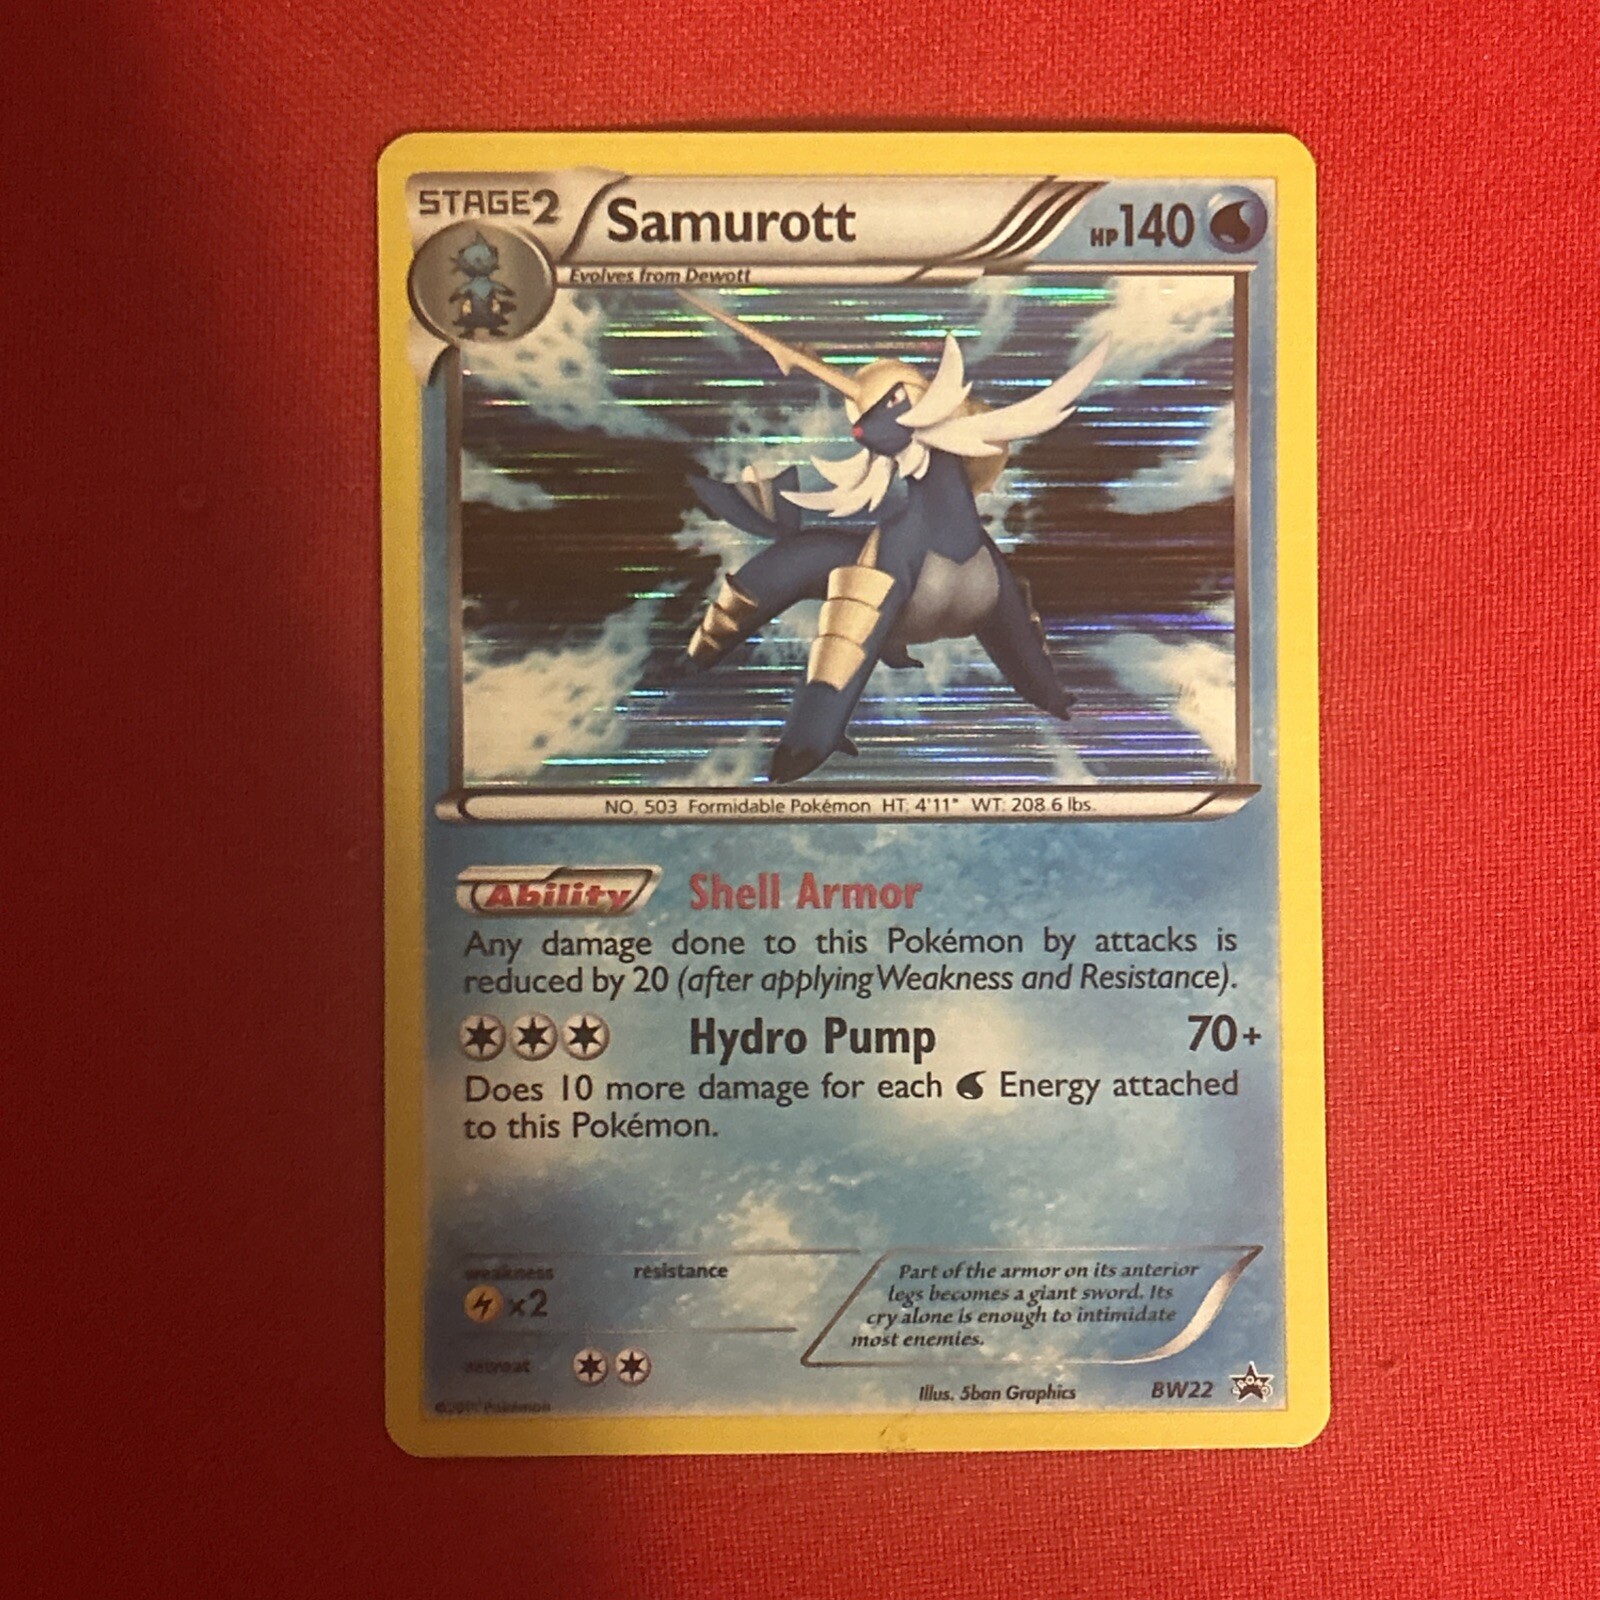 STAGE2
Samurott
HP140
Evolves from Dewott
NO. 503 Formidable Pokémon HT: 4'11" WT: 208.6 lbs.
Ability Shell Armor
Any damage done to this Pokémon by attacks is
reduced by 20 (after applying Weakness and Resistance).
Hydro Pump 70+
Does 10 more damage for each Energy attached
to this Pokémon.
weakness resistance
x2
Part of the armor on its anterior
legs becomes a giant sword. Its
cry alone is enough to intimidate
most enemies.
retreat
Illus. 5ban Graphics BW22 PROMO
©2011 Pokémon